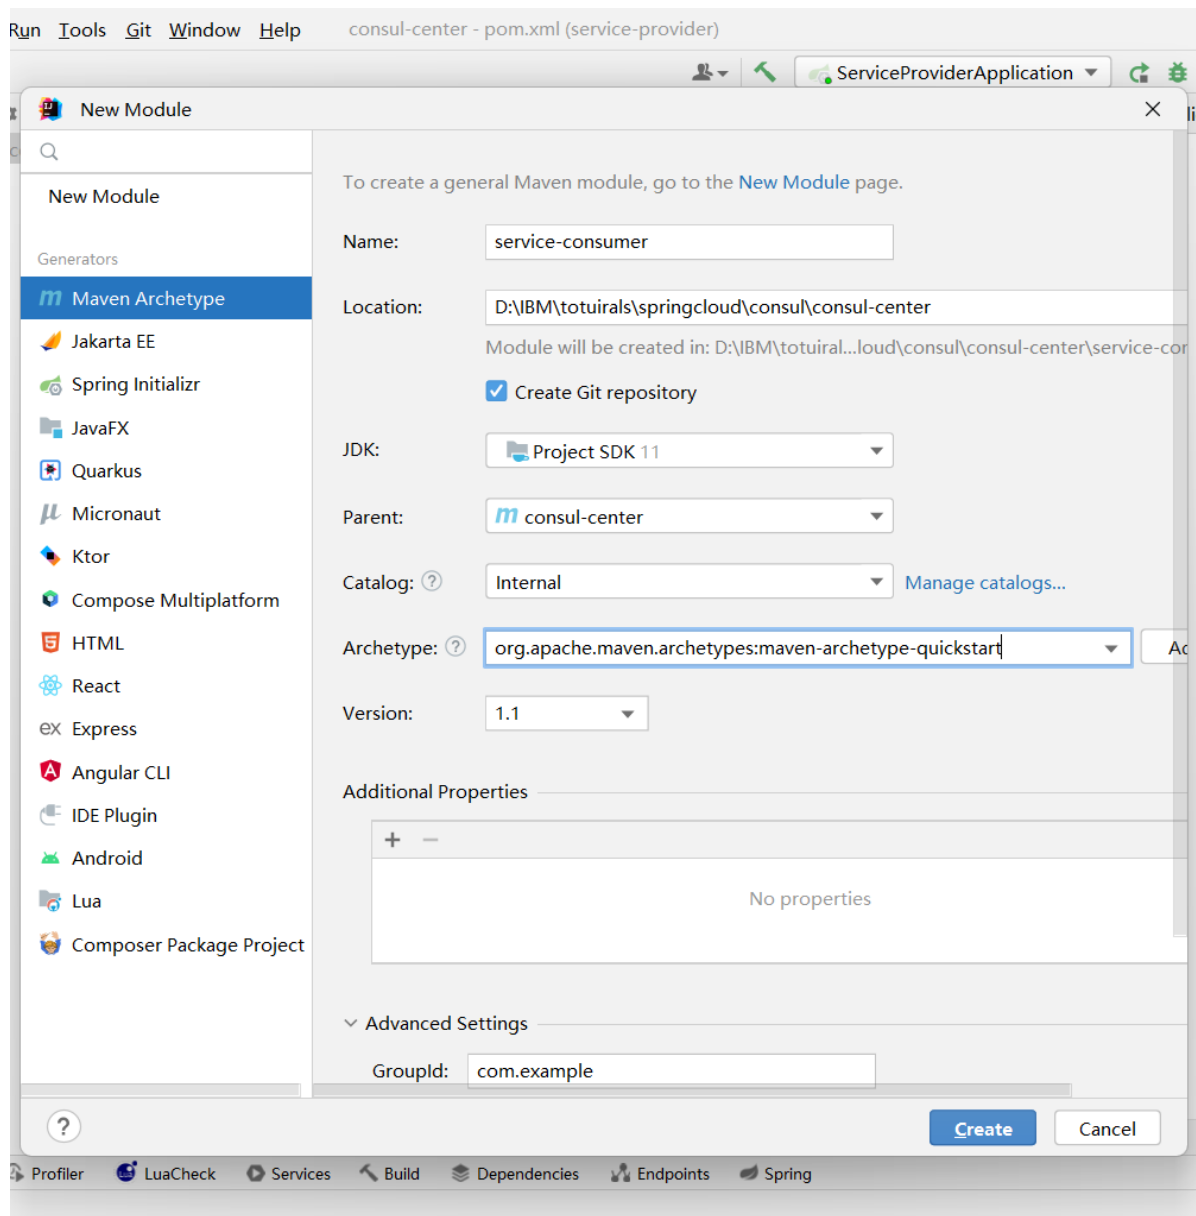 Run Tools Git Window Help consul-center - pom.xml (service-provider)
ServiceProviderApplication
New Module
New Module
Generators
Maven Archetype
Jakarta EE
Spring Initializr
JavaFX
Quarkus
Micronaut
Ktor
Compose Multiplatform
HTML
React
Express
Angular CLI
IDE Plugin
Android
Lua
Composer Package Project
To create a general Maven module, go to the New Module page.
Name: service-consumer
Location: D:\IBM\totuirals\springcloud\consul\consul-center
Module will be created in: D:\IBM\totuiral...loud\consul\consul-center\service-cor
Create Git repository
JDK: Project SDK 11
Parent: consul-center
Catalog: ? Internal Manage catalogs...
Archetype: ? org.apache.maven.archetypes:maven-archetype-quickstart
Version: 1.1
Additional Properties
+ −
No properties
Advanced Settings
GroupId: com.example
? Create Cancel
Profiler LuaCheck Services Build Dependencies Endpoints Spring